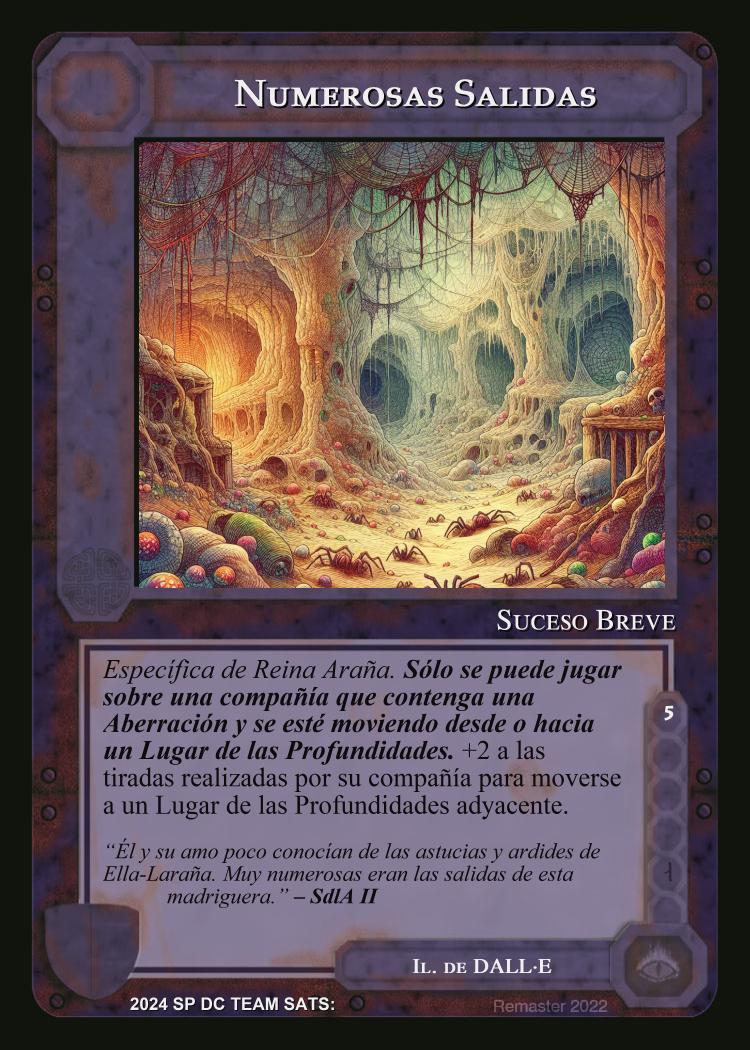 Numerosas Salidas
Suceso Breve
Específica de Reina Araña. Sólo se puede jugar
sobre una compañía que contenga una
Aberración y se esté moviendo desde o hacia
un Lugar de las Profundidades. +2 a las
tiradas realizadas por su compañía para moverse
a un Lugar de las Profundidades adyacente.
5
“Él y su amo poco conocían de las astucias y ardides de
Ella-Laraña. Muy numerosas eran las salidas de esta
madriguera.” – SdlA II
Il. de DALL·E
2024 SP DC TEAM SATS:
Remaster 2022